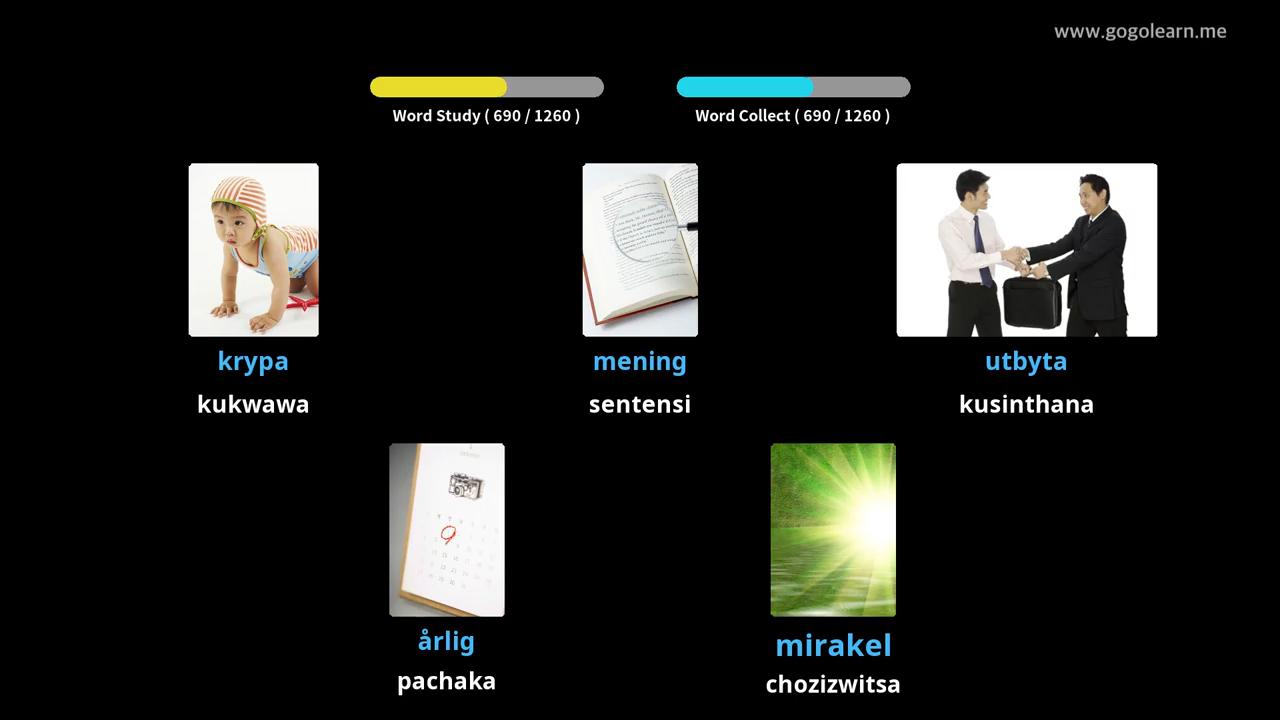 www.gogolearn.me
Word Study ( 690 / 1260 )
Word Collect ( 690 / 1260 )
krypa
kukwawa
mening
sentensi
utbyta
kusinthana
årlig
pachaka
mirakel
chozizwitsa